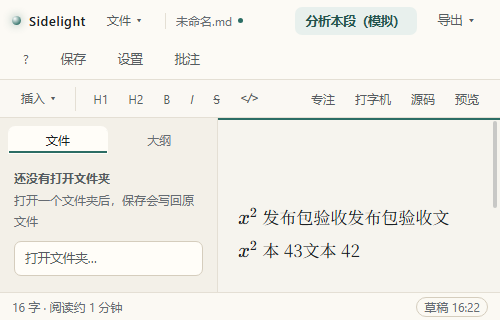 Sidelight 文件 未命名.md 分析本段（模拟） 导出
? 保存 设置 批注
插入 H1 H2 B I S </> 专注 打字机 源码 预览
文件 大纲
还没有打开文件夹
打开一个文件夹后，保存会写回原
文件
打开文件夹...
x² 发布包验收发布包验收文
x² 本 43文本 42
16 字 · 阅读约 1 分钟 草稿 16:22